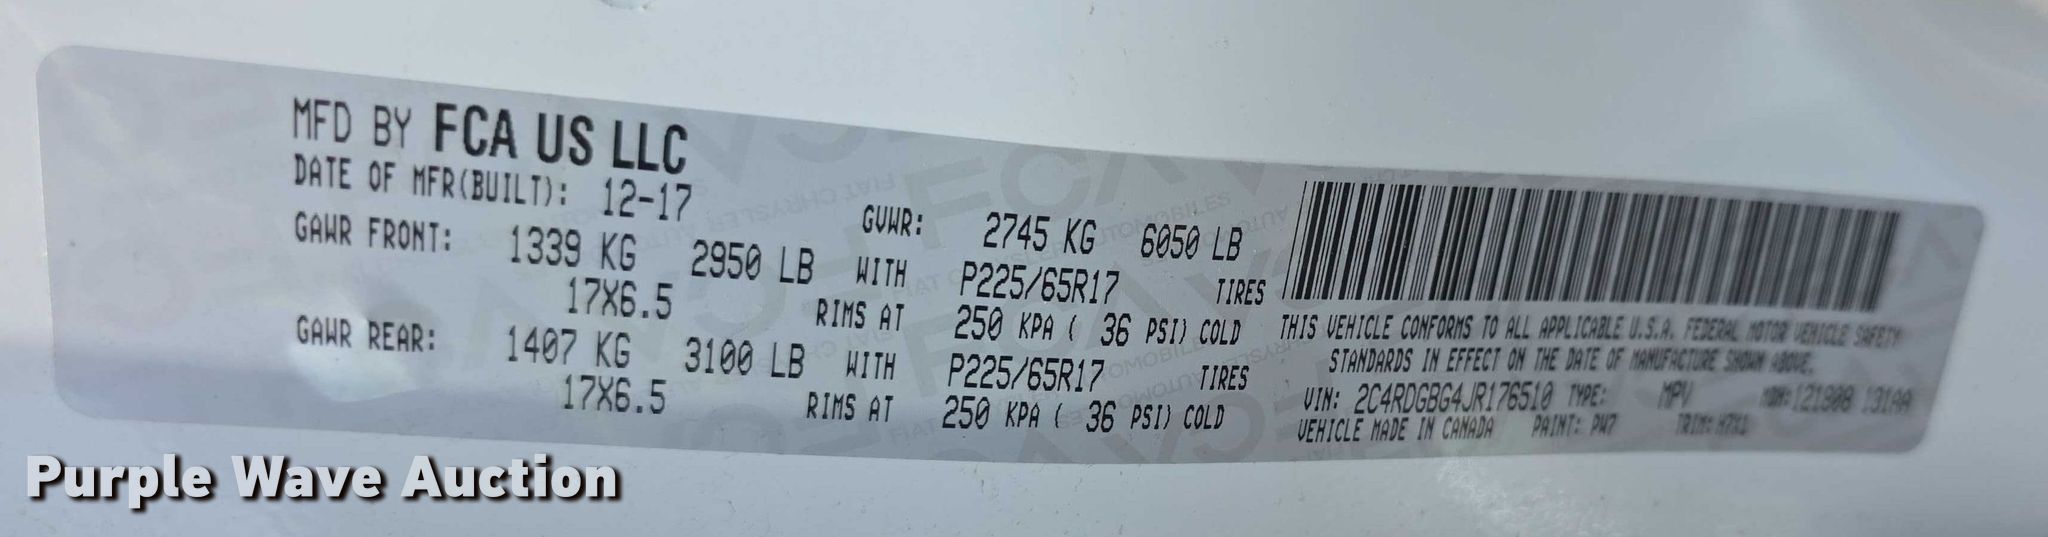 MFD BY FCA US LLC
DATE OF MFR(BUILT): 12-17
GVWR: 2745 KG 6050 LB
GAWR FRONT: 1339 KG 2950 LB WITH P225/65R17 TIRES
17X6.5 RIMS AT 250 KPA ( 36 PSI) COLD
GAWR REAR: 1407 KG 3100 LB WITH P225/65R17 TIRES
17X6.5 RIMS AT 250 KPA ( 36 PSI) COLD
THIS VEHICLE CONFORMS TO ALL APPLICABLE U.S.A. FEDERAL MOTOR VEHICLE SAFETY
STANDARDS IN EFFECT ON THE DATE OF MANUFACTURE SHOWN ABOVE.
VIN: 2C4RDGBG4JR176510 TYPE: MPV
VEHICLE MADE IN CANADA PAINT: PW7
Purple Wave Auction